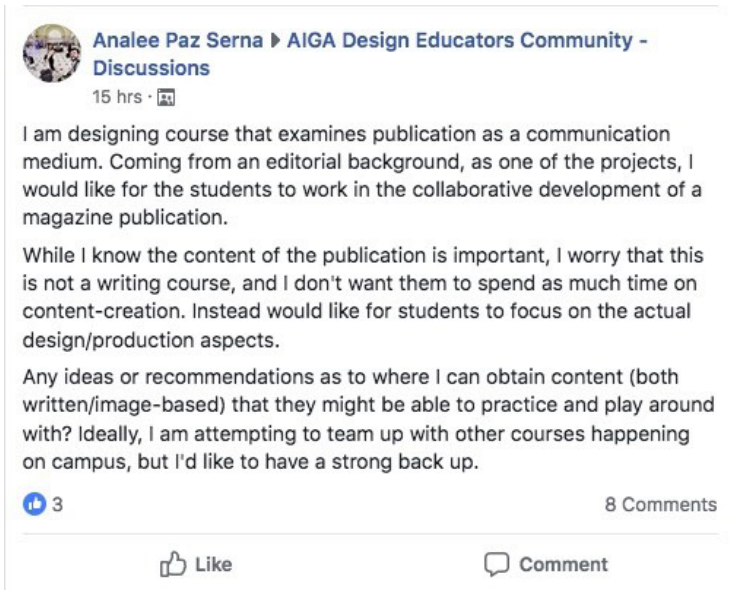 Analee Paz Serna ▶ AIGA Design Educators Community -
Discussions
15 hrs ·
I am designing course that examines publication as a communication
medium. Coming from an editorial background, as one of the projects, I
would like for the students to work in the collaborative development of a
magazine publication.
While I know the content of the publication is important, I worry that this
is not a writing course, and I don't want them to spend as much time on
content-creation. Instead would like for students to focus on the actual
design/production aspects.
Any ideas or recommendations as to where I can obtain content (both
written/image-based) that they might be able to practice and play around
with? Ideally, I am attempting to team up with other courses happening
on campus, but I'd like to have a strong back up.
3 8 Comments
Like Comment